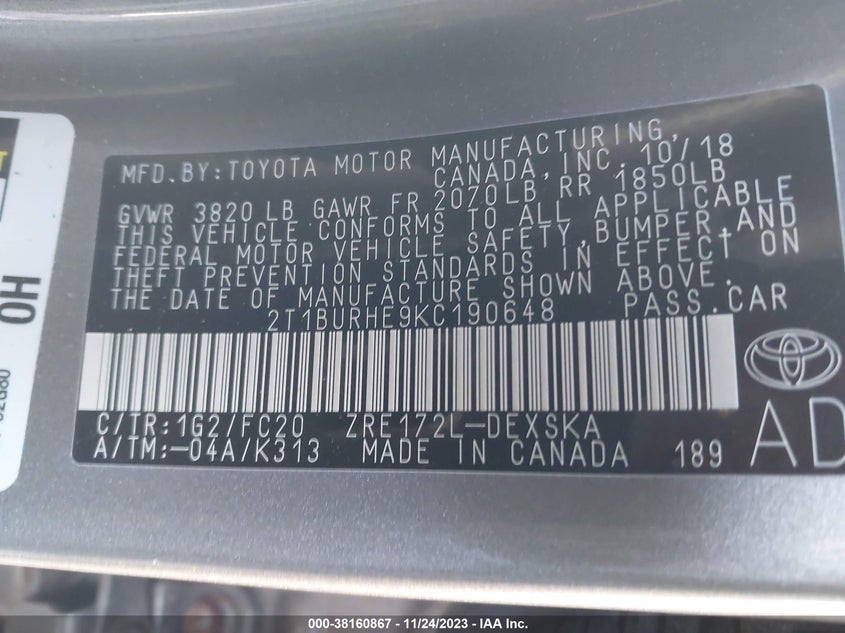 MFD.BY:TOYOTA MOTOR MANUFACTURING,
CANADA, INC. 10/18
GVWR 3820 LB GAWR FR 2070LB RR 1850LB
THIS VEHICLE CONFORMS TO ALL APPLICABLE
FEDERAL MOTOR VEHICLE SAFETY, BUMPER, AND
THEFT PREVENTION STANDARDS IN EFFECT ON
THE DATE OF MANUFACTURE SHOWN ABOVE.
2T1BURHE9KC190648 PASS.CAR
C/TR:1G2/FC20 ZRE172L-DEXSKA
A/TM:-04A/K313 MADE IN CANADA 189
AD
OH
000-38160867 - 11/24/2023 - IAA Inc.